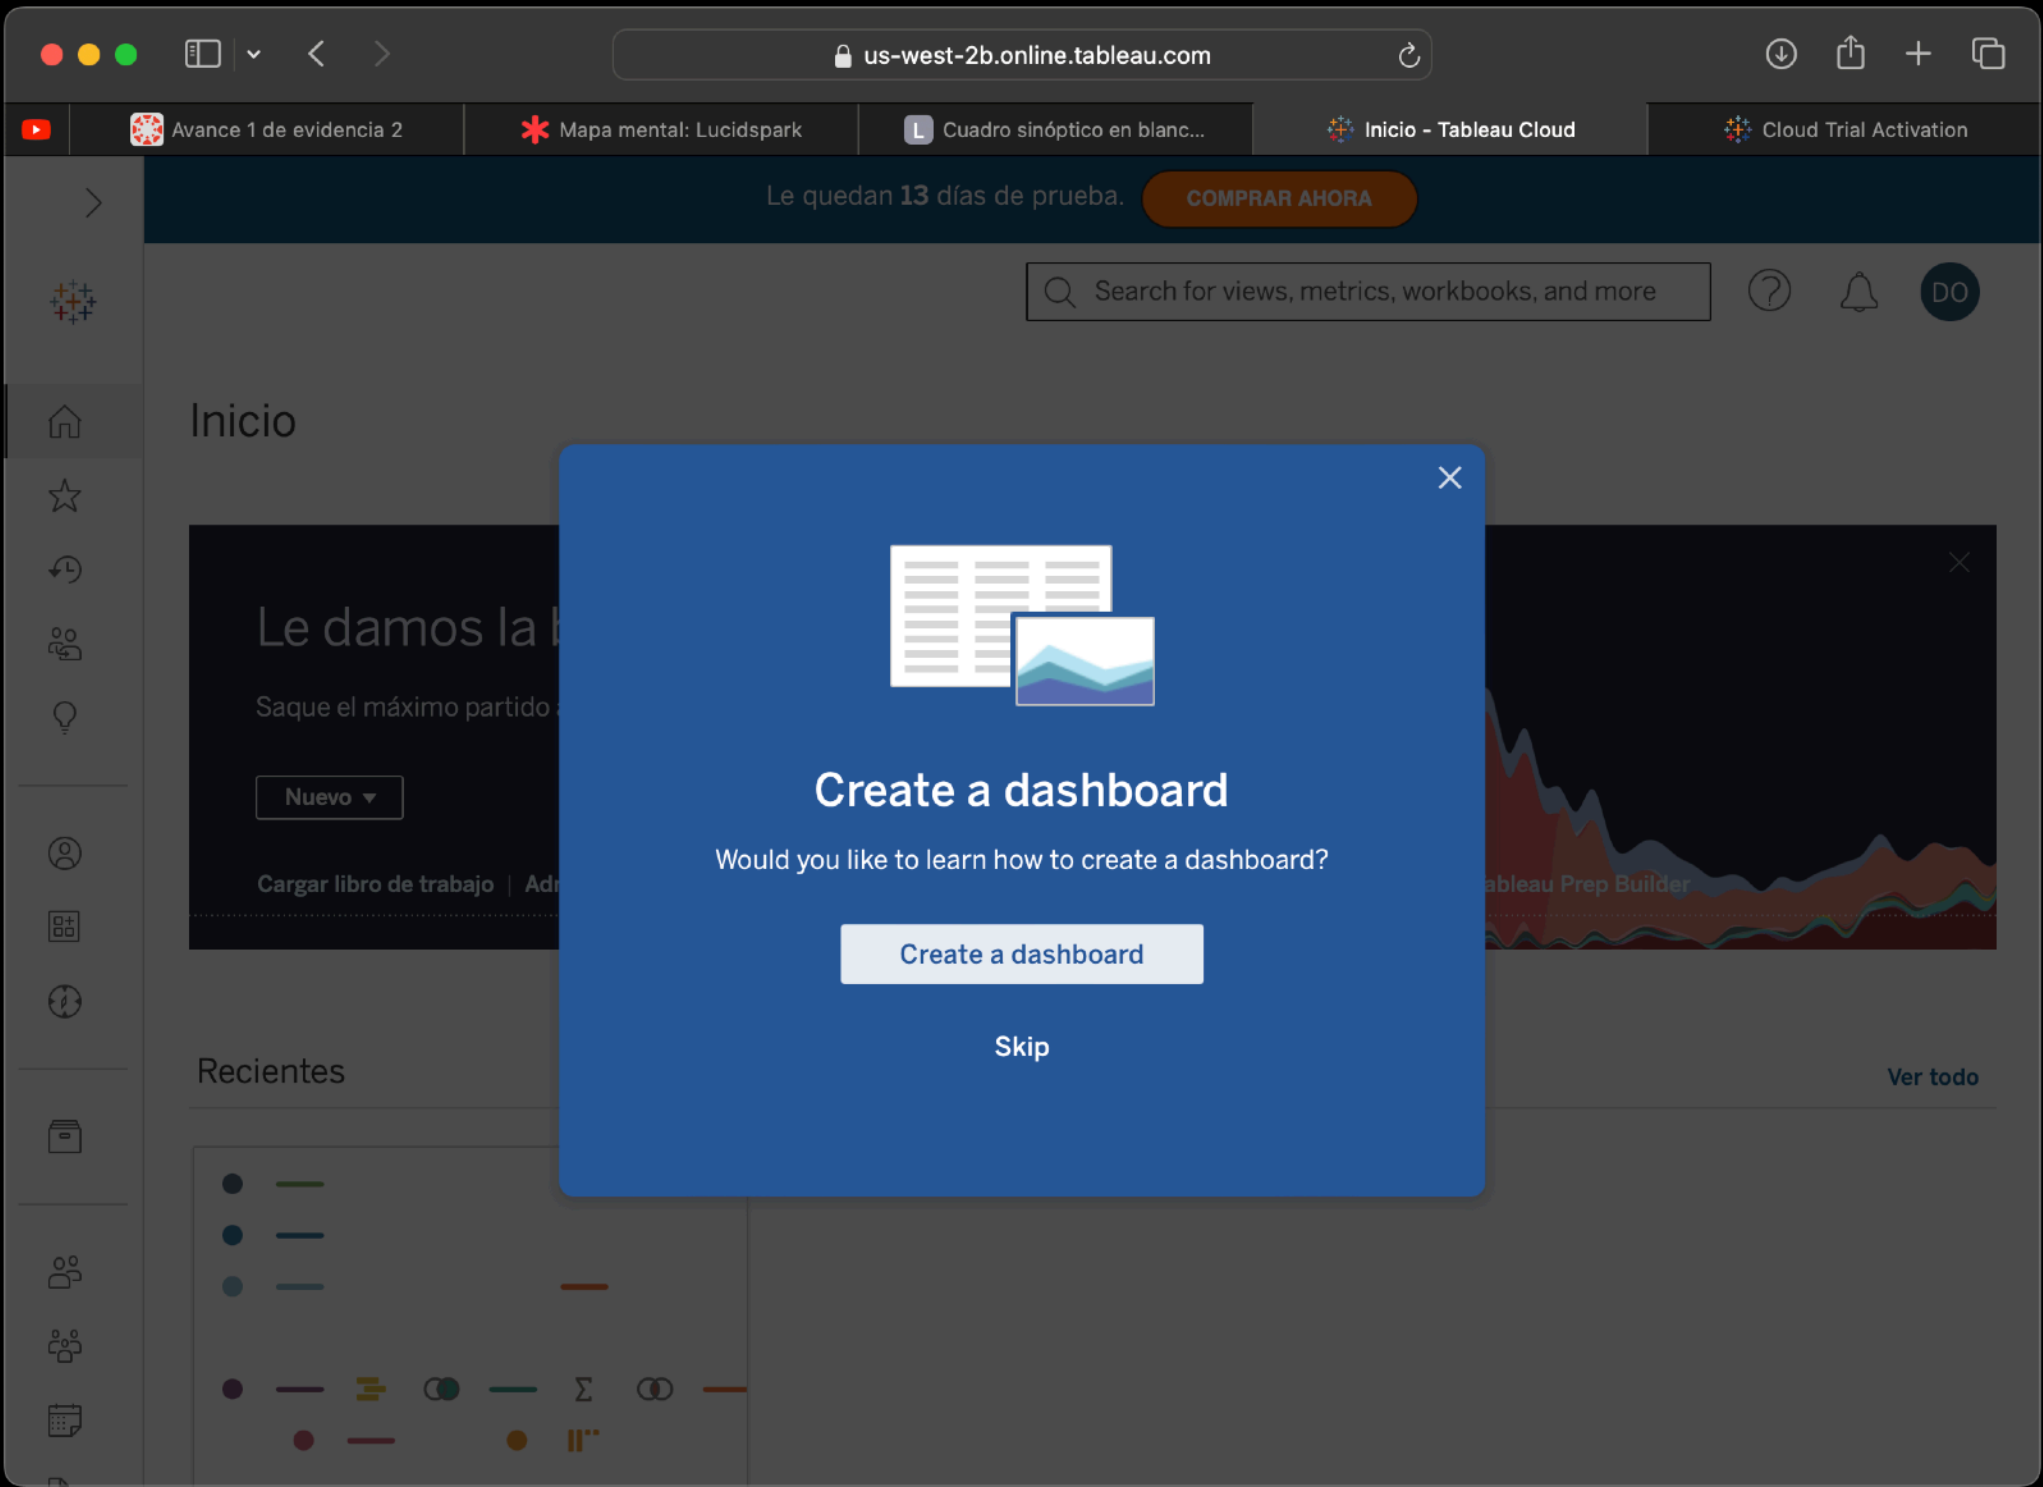 us-west-2b.online.tableau.com
Avance 1 de evidencia 2
Mapa mental: Lucidspark
L Cuadro sinóptico en blanc...
Inicio - Tableau Cloud
Cloud Trial Activation
Le quedan 13 días de prueba.
COMPRAR AHORA
Search for views, metrics, workbooks, and more
DO
Inicio
Le damos la b
Saque el máximo partido a
Nuevo
Cargar libro de trabajo | Adr
ableau Prep Builder
Create a dashboard
Would you like to learn how to create a dashboard?
Create a dashboard
Skip
Recientes
Ver todo